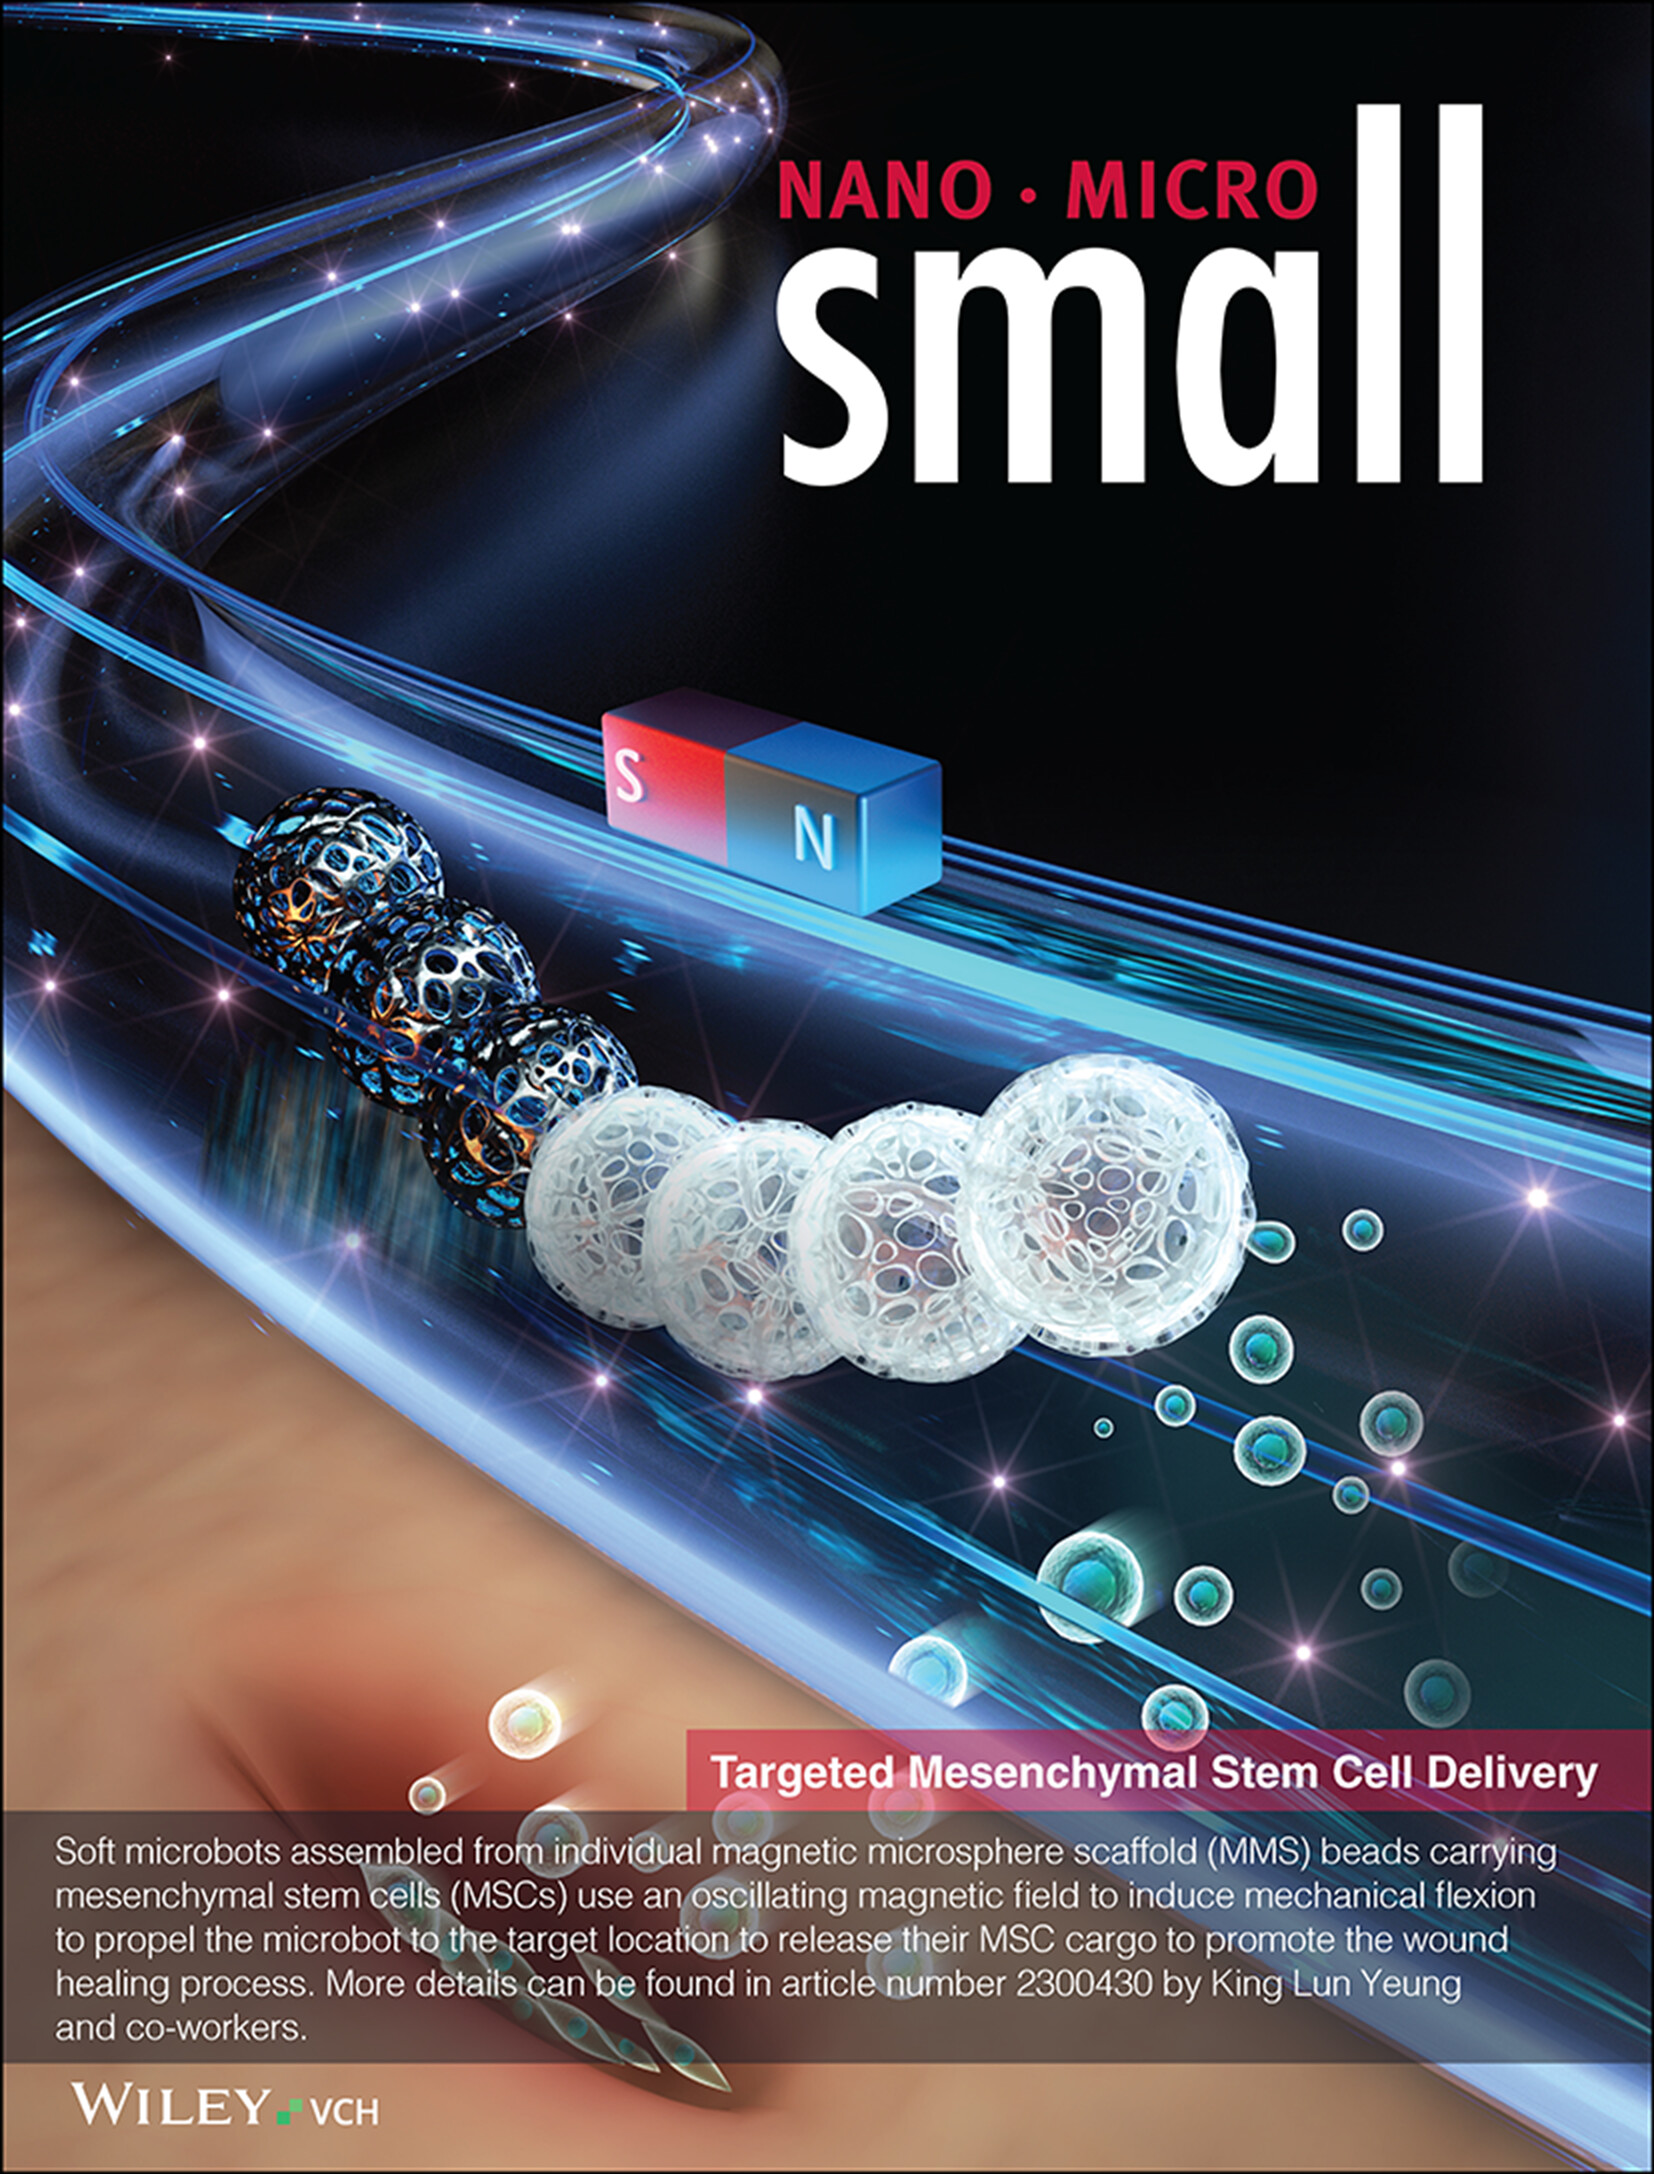 NANO · MICRO
small
S
N
Targeted Mesenchymal Stem Cell Delivery
Soft microbots assembled from individual magnetic microsphere scaffold (MMS) beads carrying
mesenchymal stem cells (MSCs) use an oscillating magnetic field to induce mechanical flexion
to propel the microbot to the target location to release their MSC cargo to promote the wound
healing process. More details can be found in article number 2300430 by King Lun Yeung
and co-workers.
WILEY VCH